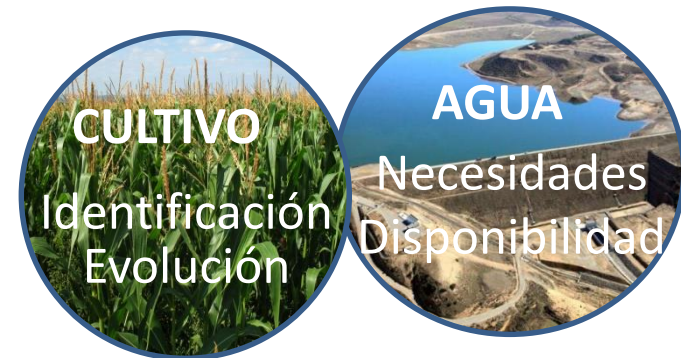 CULTIVO
Identificación
Evolución
AGUA
Necesidades
Disponibilidad